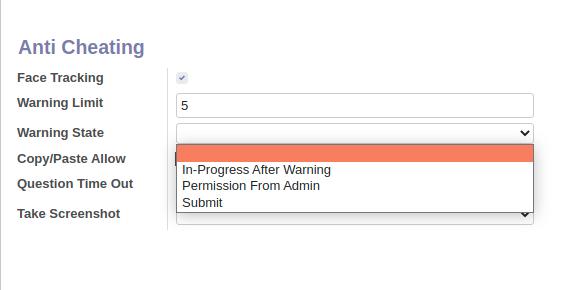 Anti Cheating
Face Tracking
Warning Limit 5
Warning State
Copy/Paste Allow
In-Progress After Warning
Question Time Out Permission From Admin
Submit
Take Screenshot